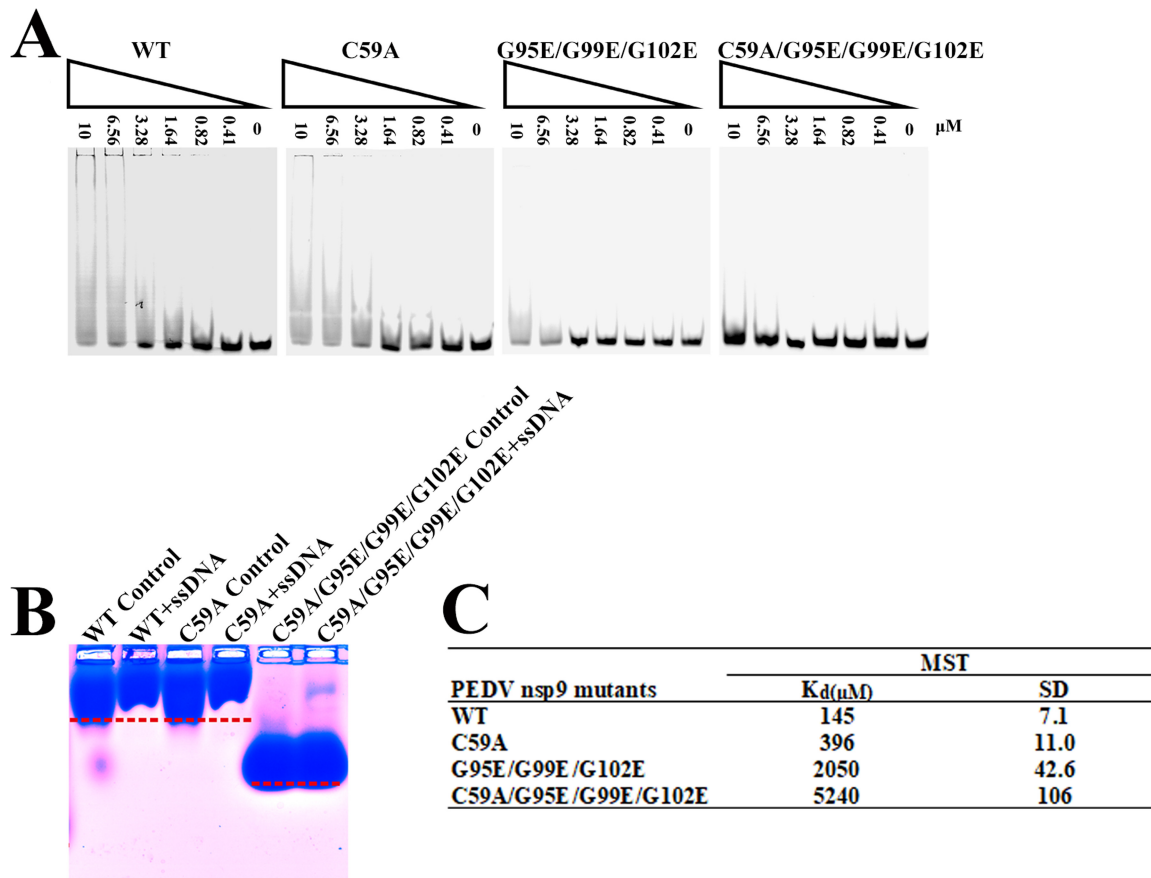 A
WT C59A G95E/G99E/G102E C59A/G95E/G99E/G102E
10 6.56 3.28 1.64 0.82 0.41 0 10 6.56 3.28 1.64 0.82 0.41 0 10 6.56 3.28 1.64 0.82 0.41 0 10 6.56 3.28 1.64 0.82 0.41 0 µM
B
WT Control
WT+ssDNA
C59A Control
C59A+ssDNA
C59A/G95E/G99E/G102E Control
C59A/G95E/G99E/G102E+ssDNA
C
MST
PEDV nsp9 mutants Kd(µM) SD
WT 145 7.1
C59A 396 11.0
G95E/G99E/G102E 2050 42.6
C59A/G95E/G99E/G102E 5240 106